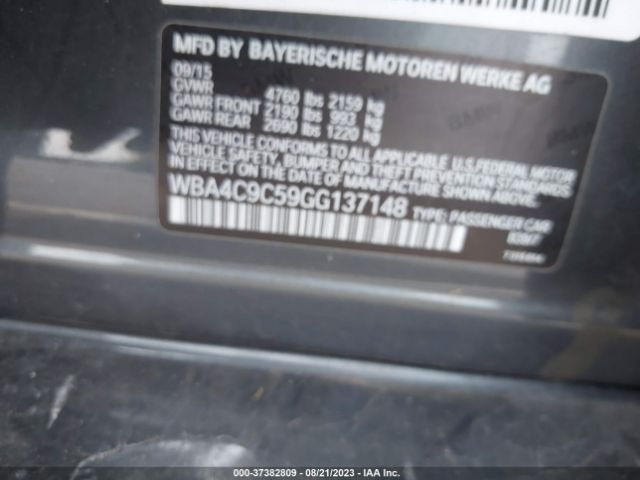 MFD BY BAYERISCHE MOTOREN WERKE AG
09/15
GVWR 4760 lbs 2159 kg
GAWR FRONT 2190 lbs 993 kg
GAWR REAR 2690 lbs 1220 kg
THIS VEHICLE CONFORMS TO ALL APPLICABLE U.S. FEDERAL MOTOR
VEHICLE SAFETY, BUMPER AND THEFT PREVENTION STANDARDS
IN EFFECT ON THE DATE OF MANUFACTURE SHOWN ABOVE.
WBA4C9C59GG137148 TYPE: PASSENGER CAR
000-37382809 - 08/21/2023 - IAA Inc.